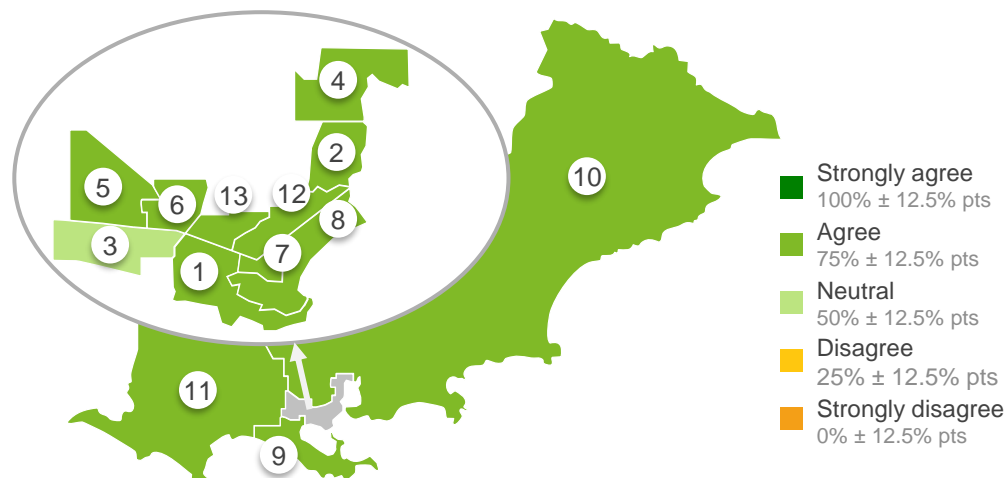 4
2
5
6
13
12
10
8
3
7
1
11
9
Strongly agree
100% ± 12.5% pts
Agree
75% ± 12.5% pts
Neutral
50% ± 12.5% pts
Disagree
25% ± 12.5% pts
Strongly disagree
0% ± 12.5% pts